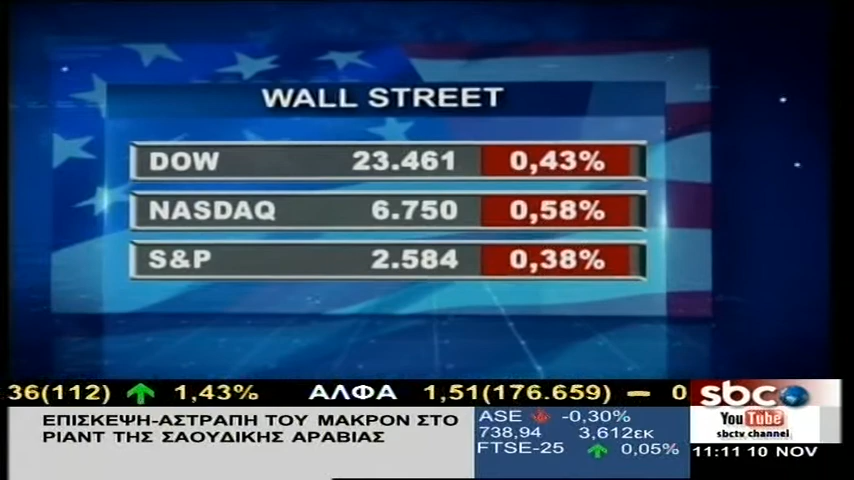 WALL STREET
DOW 23.461 0,43%
NASDAQ 6.750 0,58%
S&P 2.584 0,38%
36(112) 1,43% ΑΛΦΑ 1,51(176.659) 0
sbc
ΕΠΙΣΚΕΨΗ-ΑΣΤΡΑΠΗ ΤΟΥ ΜΑΚΡΟΝ ΣΤΟ
ΡΙΑΝΤ ΤΗΣ ΣΑΟΥΔΙΚΗΣ ΑΡΑΒΙΑΣ
ASE -0,30%
738,94 3,612εκ
FTSE-25 0,05%
YouTube
sbctv channel
11:11 10 NOV